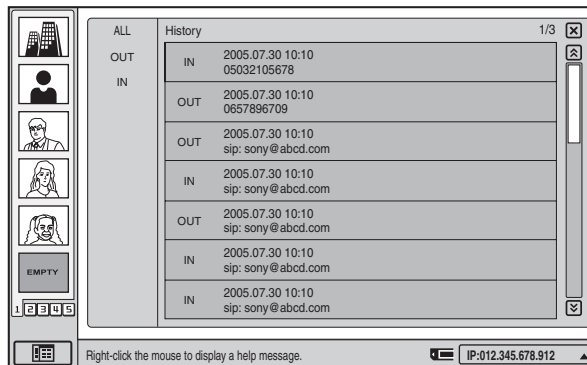 ALL
OUT
IN
History
1/3
IN
2005.07.30 10:10
05032105678
OUT
2005.07.30 10:10
0657896709
OUT
2005.07.30 10:10
sip: sony@abcd.com
IN
2005.07.30 10:10
sip: sony@abcd.com
OUT
2005.07.30 10:10
sip: sony@abcd.com
IN
2005.07.30 10:10
sip: sony@abcd.com
IN
2005.07.30 10:10
sip: sony@abcd.com
EMPTY
1 2 3 4 5
Right-click the mouse to display a help message.
IP:012.345.678.912